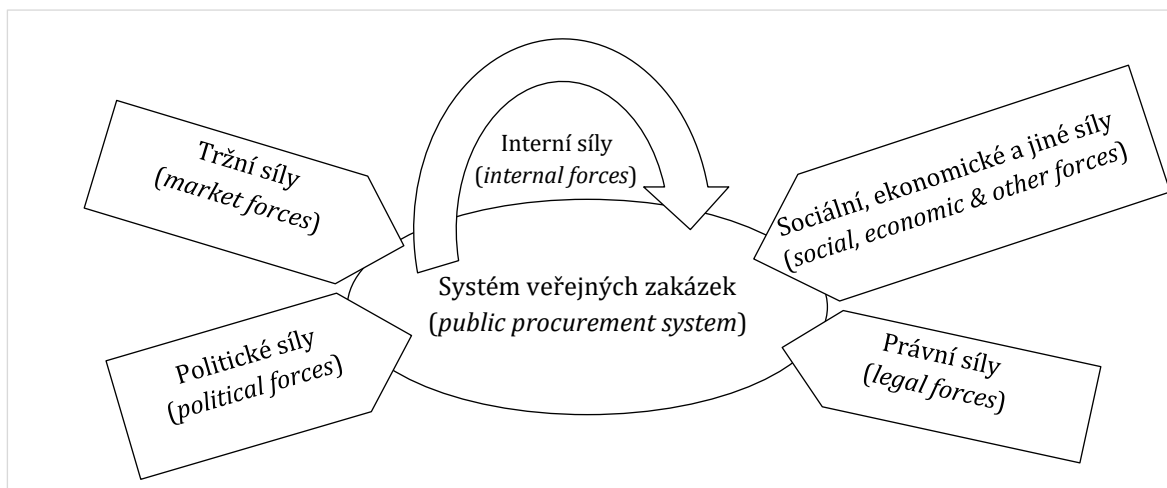 Tržní síly
(market forces)
Interní síly
(internal forces)
Sociální, ekonomické a jiné síly
(social, economic & other forces)
Systém veřejných zakázek
(public procurement system)
Politické síly
(political forces)
Právní síly
(legal forces)